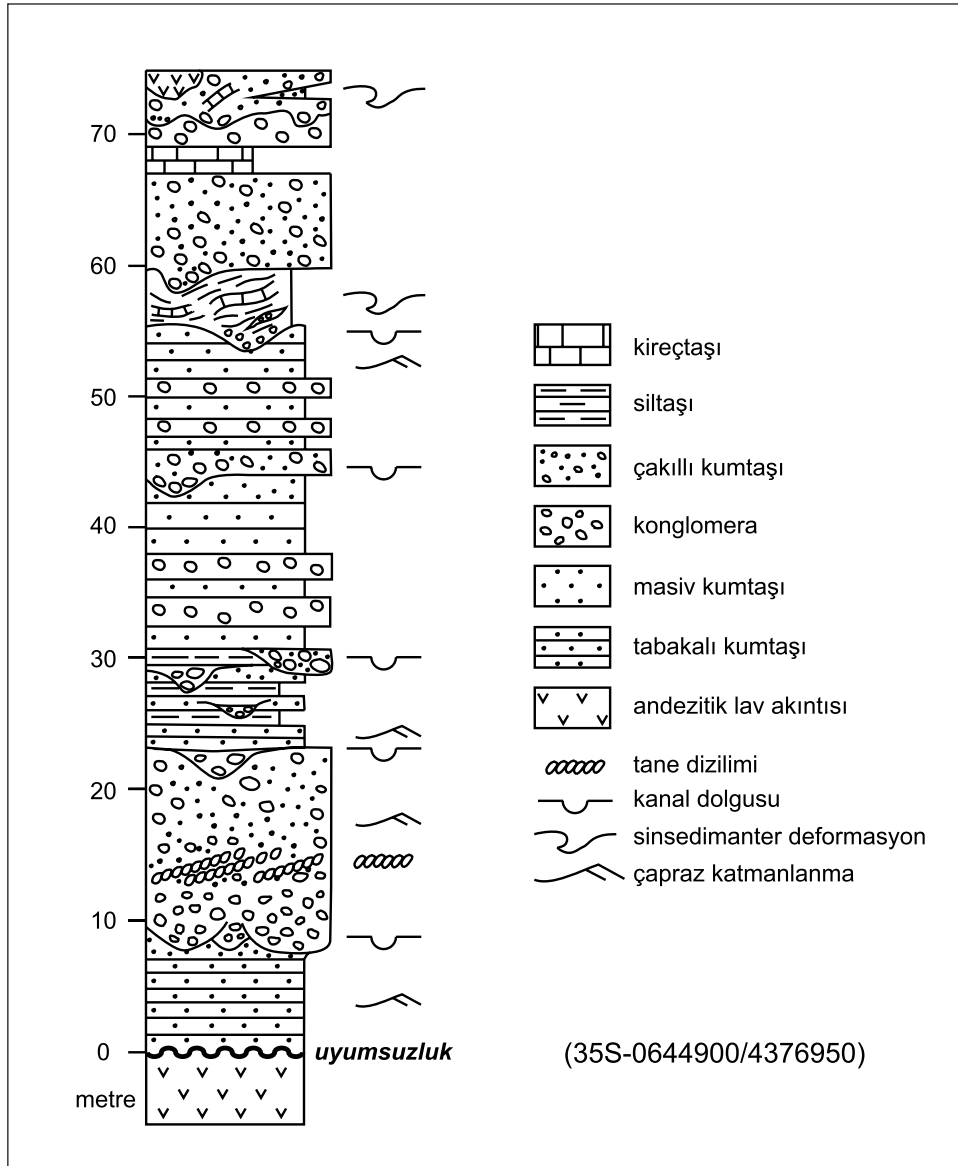 70
60
50
40
30
20
10
0
metre
uyumsuzluk
kireçtaşı
siltaşı
çakıllı kumtaşı
konglomera
masiv kumtaşı
tabakalı kumtaşı
andezitik lav akıntısı
tane dizilimi
kanal dolgusu
sinsedimanter deformasyon
çapraz katmanlanma
(35S-0644900/4376950)